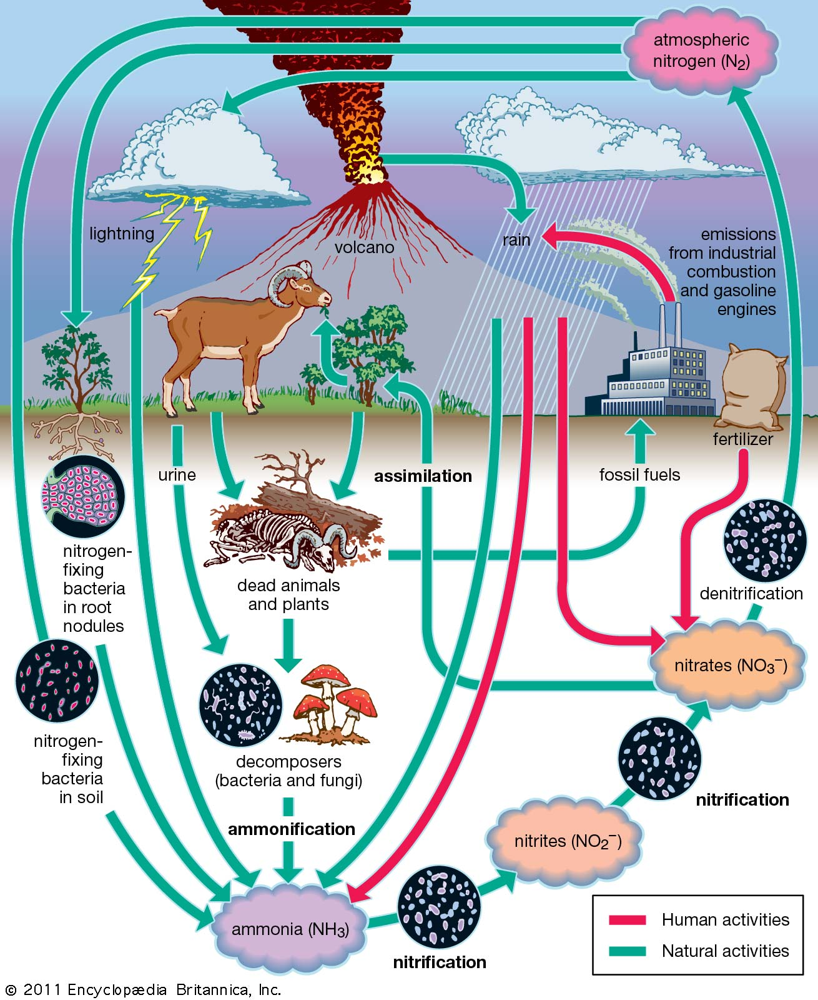 atmospheric
nitrogen (N₂)
lightning
volcano
rain
emissions
from industrial
combustion
and gasoline
engines
fertilizer
urine
assimilation
fossil fuels
nitrogen-
fixing
bacteria
in root
nodules
dead animals
and plants
denitrification
nitrates (NO₃⁻)
nitrogen-
fixing
bacteria
in soil
decomposers
(bacteria and fungi)
nitrification
ammonification
nitrites (NO₂⁻)
ammonia (NH₃)
nitrification
Human activities
Natural activities
© 2011 Encyclopædia Britannica, Inc.